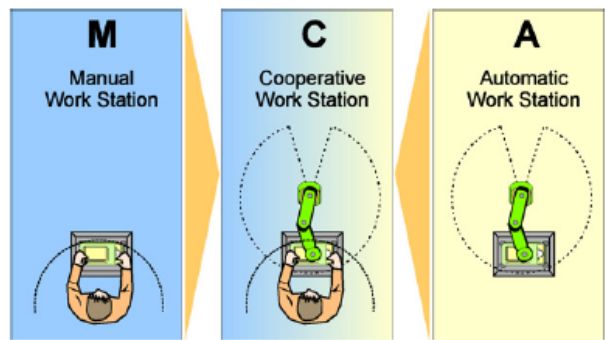 M
Manual
Work Station
C
Cooperative
Work Station
A
Automatic
Work Station